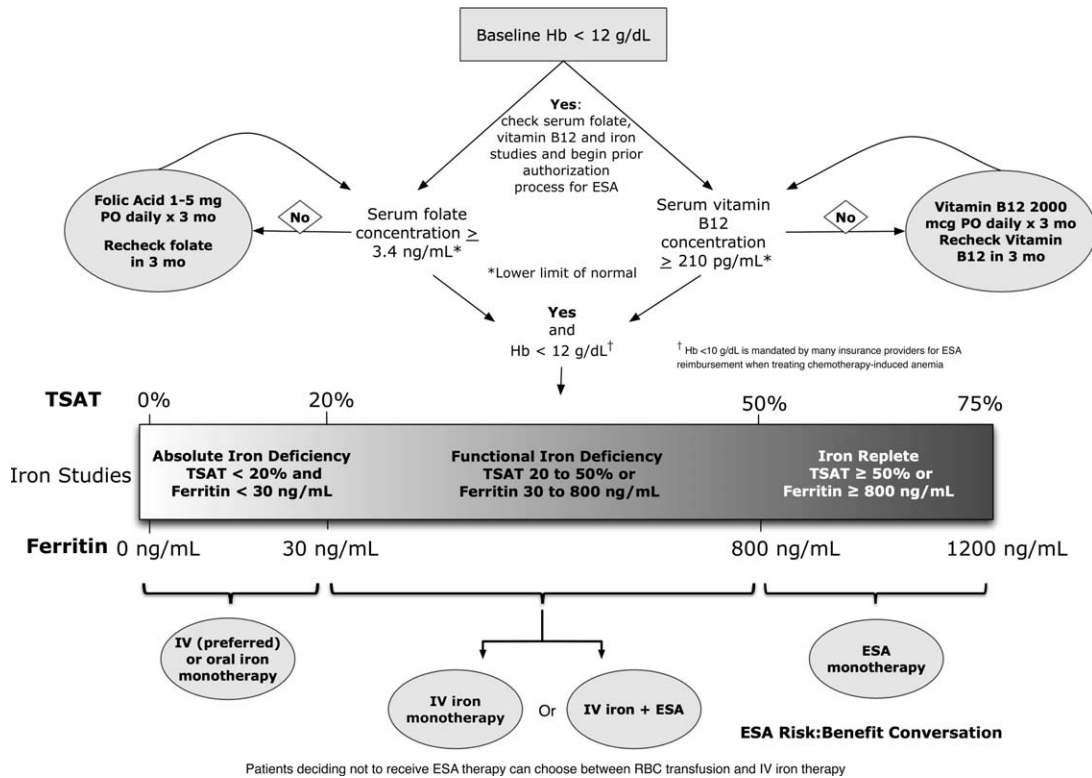 Baseline Hb < 12 g/dL
Yes:
check serum folate,
vitamin B12 and iron
studies and begin prior
authorization
process for ESA
Folic Acid 1-5 mg
PO daily x 3 mo
Recheck folate
in 3 mo
No
Serum folate
concentration ≥
3.4 ng/mL*
Serum vitamin
B12
concentration
≥ 210 pg/mL*
No
Vitamin B12 2000
mcg PO daily x 3 mo
Recheck Vitamin
B12 in 3 mo
*Lower limit of normal
Yes
and
Hb < 12 g/dL†
† Hb <10 g/dL is mandated by many insurance providers for ESA
reimbursement when treating chemotherapy-induced anemia
TSAT 0% 20% 50% 75%
Iron Studies
Absolute Iron Deficiency
TSAT < 20% and
Ferritin < 30 ng/mL
Functional Iron Deficiency
TSAT 20 to 50% or
Ferritin 30 to 800 ng/mL
Iron Replete
TSAT ≥ 50% or
Ferritin ≥ 800 ng/mL
Ferritin 0 ng/mL 30 ng/mL 800 ng/mL 1200 ng/mL
IV (preferred)
or oral iron
monotherapy
IV iron
monotherapy
Or
IV iron + ESA
ESA
monotherapy
ESA Risk:Benefit Conversation
Patients deciding not to receive ESA therapy can choose between RBC transfusion and IV iron therapy